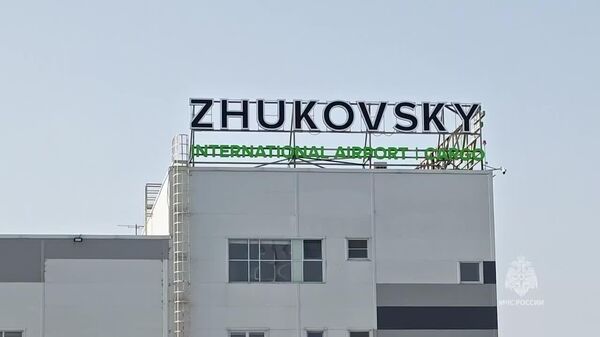 ZHUKOVSKY
INTERNATIONAL AIRPORT | CARGO
МЧС РОССИИ